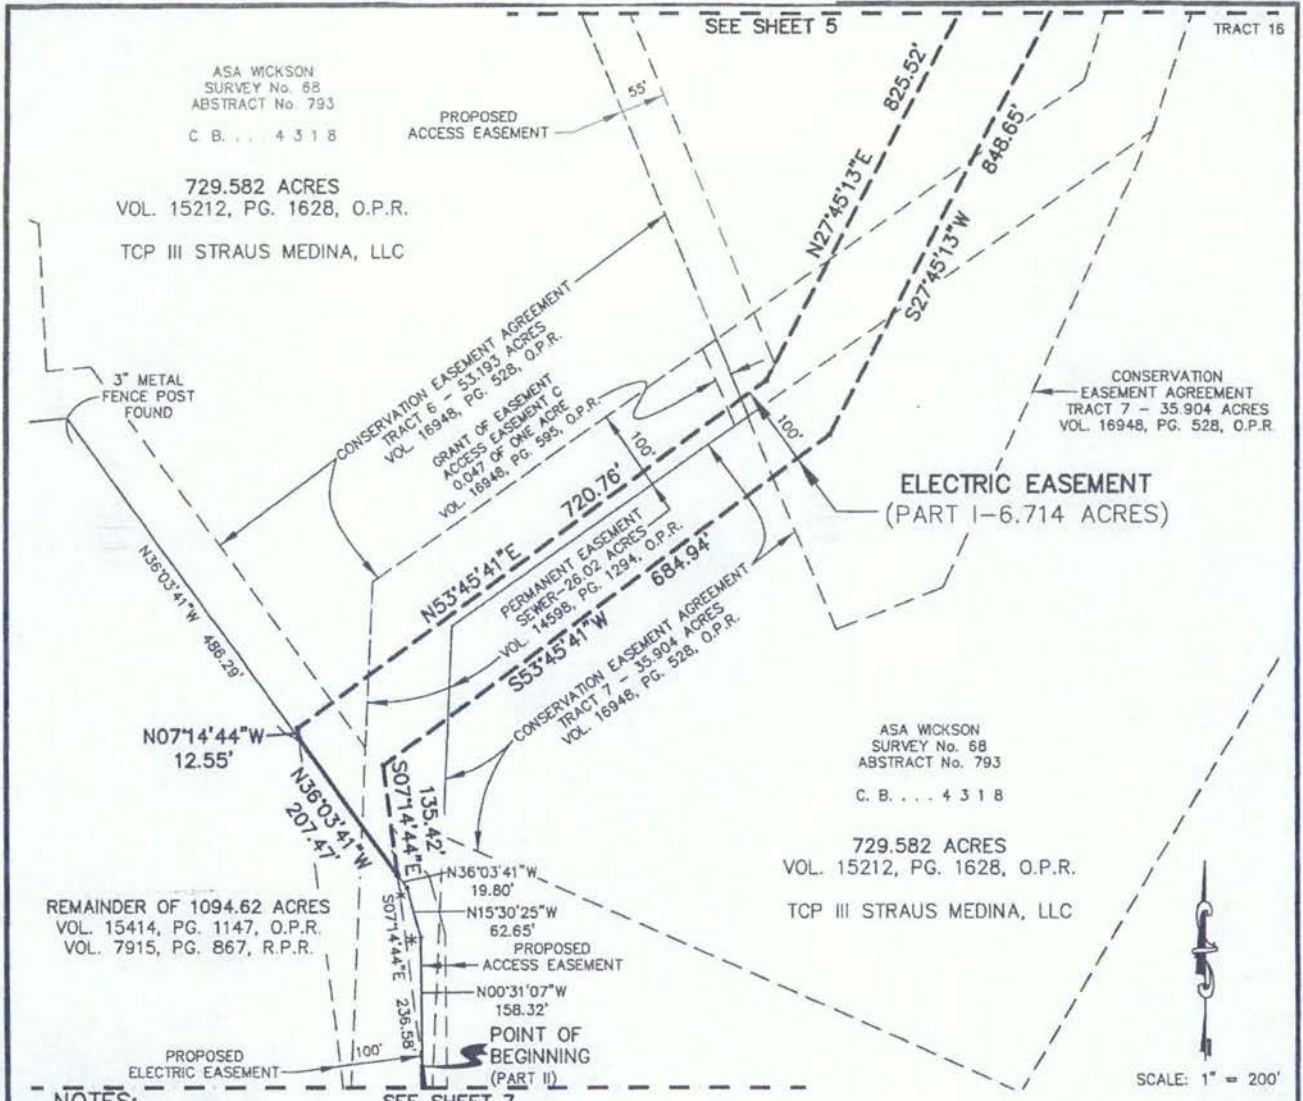 SEE SHEET 5
TRACT 16
ASA WICKSON
SURVEY No. 68
ABSTRACT No. 793
C. B. . . . 4 3 1 8
729.582 ACRES
VOL. 15212, PG. 1628, O.P.R.
TCP III STRAUS MEDINA, LLC
PROPOSED
ACCESS EASEMENT
55'
825.52'
N27°45'13"E
848.65'
S27°45'13"W
3" METAL
FENCE POST
FOUND
CONSERVATION EASEMENT AGREEMENT
TRACT 6 - 53.193 ACRES
VOL. 16948, PG. 528, O.P.R.
GRANT OF EASEMENT
ACCESS EASEMENT C
0.047 OF ONE ACRE
VOL. 16948, PG. 595, O.P.R.
100'
100'
CONSERVATION
EASEMENT AGREEMENT
TRACT 7 - 35.904 ACRES
VOL. 16948, PG. 528, O.P.R.
ELECTRIC EASEMENT
(PART I-6.714 ACRES)
N53°45'41"E
720.76'
PERMANENT EASEMENT
SEWER-26.02 ACRES
VOL. 14598, PG. 1294, O.P.R.
S53°45'41"W
684.94'
CONSERVATION EASEMENT AGREEMENT
TRACT 7 - 35.904 ACRES
VOL. 16948, PG. 528, O.P.R.
N36°03'41"W 486.29'
N07°14'44"W
12.55'
N36°03'41"W
207.47'
S07°14'44"E
135.42'
ASA WICKSON
SURVEY No. 68
ABSTRACT No. 793
C. B. . . . 4 3 1 8
729.582 ACRES
VOL. 15212, PG. 1628, O.P.R.
TCP III STRAUS MEDINA, LLC
N36°03'41"W
19.80'
N15°30'25"W
62.65'
REMAINDER OF 1094.62 ACRES
VOL. 15414, PG. 1147, O.P.R.
VOL. 7915, PG. 867, R.P.R.
S07°14'44"E 236.58'
PROPOSED
ACCESS EASEMENT
N00°31'07"W
158.32'
POINT OF
BEGINNING
(PART II)
PROPOSED
ELECTRIC EASEMENT
100'
SCALE: 1" = 200'
NOTES:
SEE SHEET 7